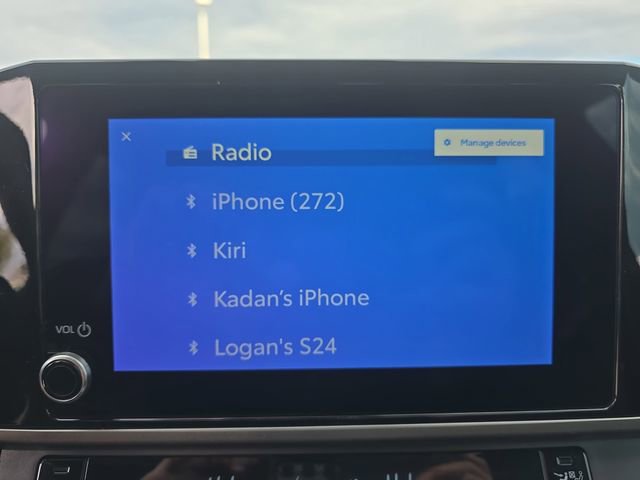 Manage devices
Radio
iPhone (272)
Kiri
Kadan's iPhone
Logan's S24
VOL